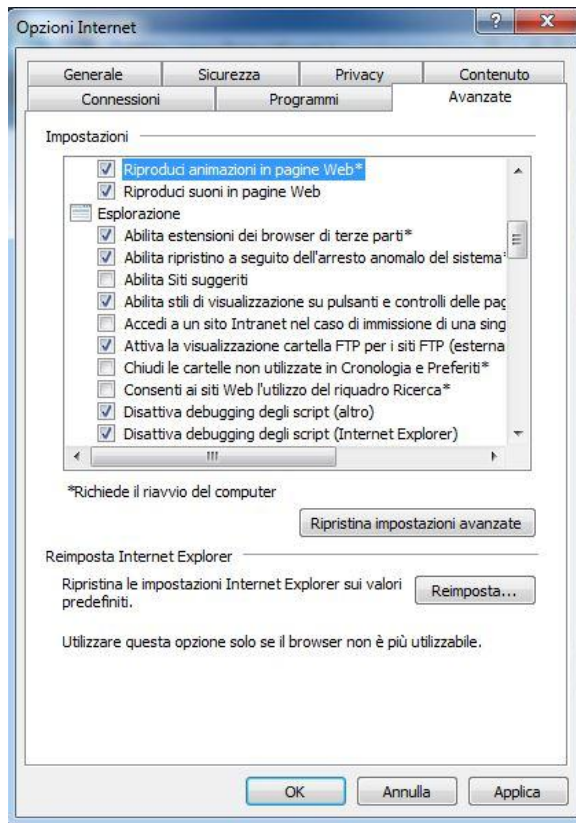 Opzioni Internet
Generale Sicurezza Privacy Contenuto
Connessioni Programmi Avanzate
Impostazioni
Riproduci animazioni in pagine Web*
Riproduci suoni in pagine Web
Esplorazione
Abilita estensioni dei browser di terze parti*
Abilita ripristino a seguito dell'arresto anomalo del sistema*
Abilita Siti suggeriti
Abilita stili di visualizzazione su pulsanti e controlli delle pag
Accedi a un sito Intranet nel caso di immissione di una sing
Attiva la visualizzazione cartella FTP per i siti FTP (esterna
Chiudi le cartelle non utilizzate in Cronologia e Preferiti*
Consenti ai siti Web l'utilizzo del riquadro Ricerca*
Disattiva debugging degli script (altro)
Disattiva debugging degli script (Internet Explorer)
*Richiede il riavvio del computer
Ripristina impostazioni avanzate
Reimposta Internet Explorer
Ripristina le impostazioni Internet Explorer sui valori
predefiniti.
Reimposta...
Utilizzare questa opzione solo se il browser non è più utilizzabile.
OK Annulla Applica